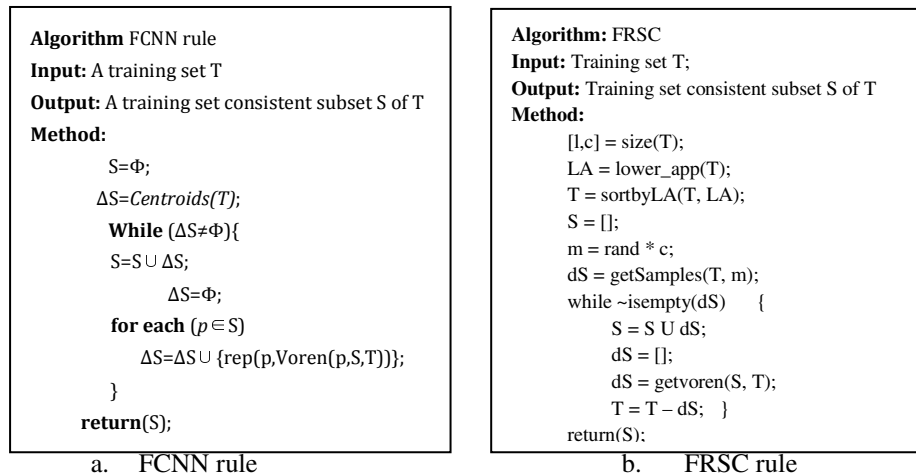 Algorithm FCNN rule
Input: A training set T
Output: A training set consistent subset S of T
Method:
S=Φ;
ΔS=Centroids(T);
While (ΔS≠Φ){
S=S∪ΔS;
ΔS=Φ;
for each (p∈S)
ΔS=ΔS∪{rep(p,Voren(p,S,T))};
}
return(S);
a. FCNN rule
Algorithm: FRSC
Input: Training set T;
Output: Training set consistent subset S of T
Method:
[l,c] = size(T);
LA = lower_app(T);
T = sortbyLA(T, LA);
S = [];
m = rand * c;
dS = getSamples(T, m);
while ~isempty(dS) {
S = S U dS;
dS = [];
dS = getvoren(S, T);
T = T – dS; }
return(S);
b. FRSC rule